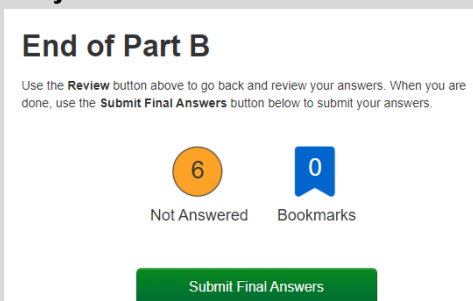 End of Part B
Use the Review button above to go back and review your answers. When you are
done, use the Submit Final Answers button below to submit your answers.
6
0
Not Answered
Bookmarks
Submit Final Answers